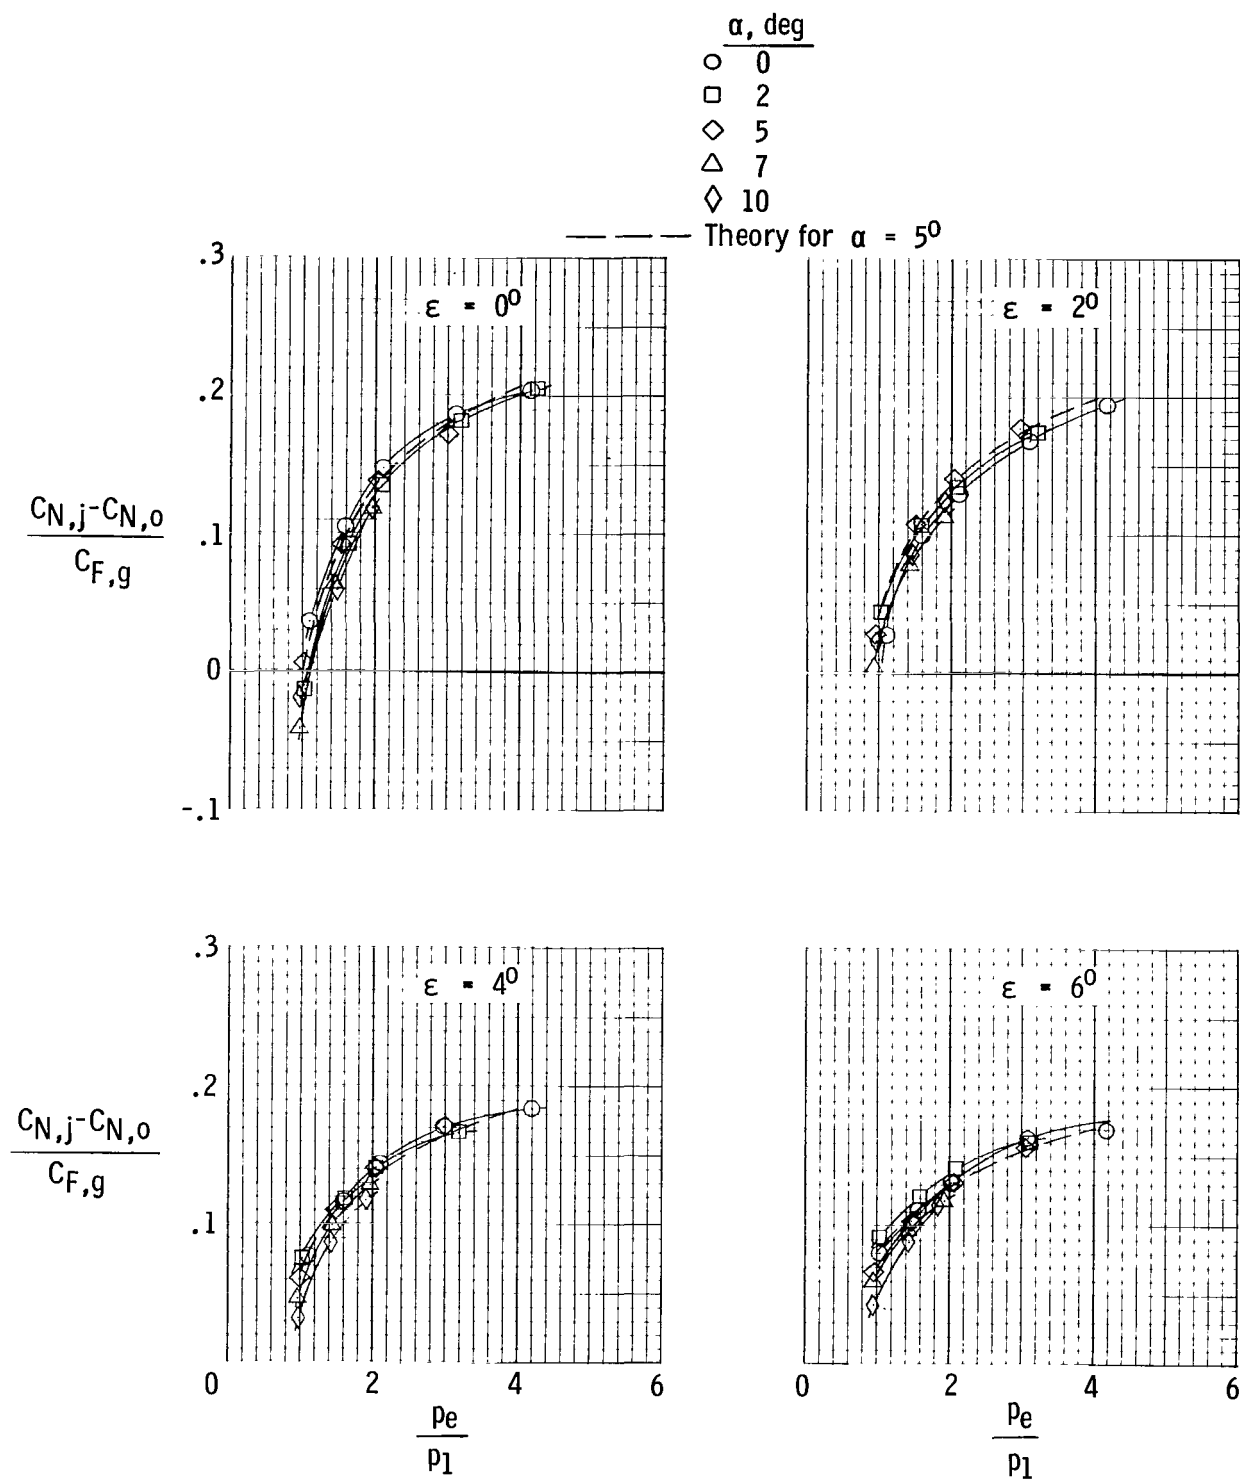 α, deg
0
2
5
7
10
Theory for α = 5⁰
.3
.2
.1
0
-.1
C_N,j-C_N,o
C_F,g
ε = 0⁰
ε = 2⁰
.3
.2
.1
C_N,j-C_N,o
C_F,g
ε = 4⁰
ε = 6⁰
0 2 4 6
0 2 4 6
p_e
p_1
p_e
p_1